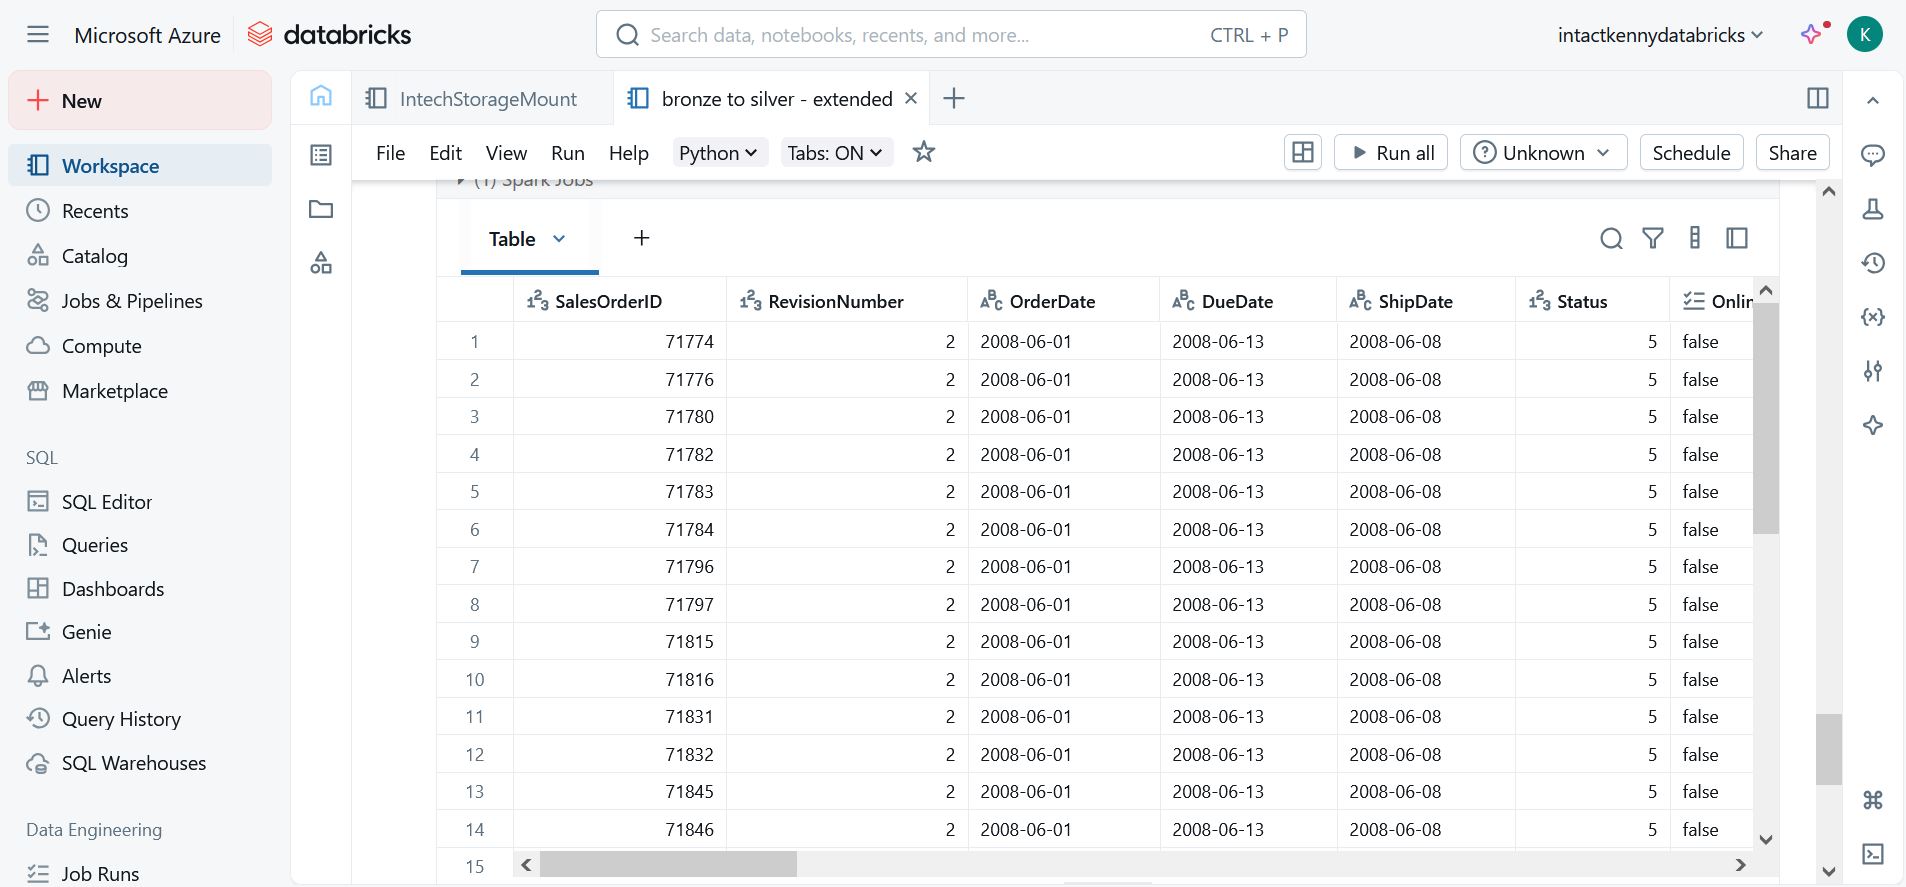 Microsoft Azure databricks Search data, notebooks, recents, and more... CTRL + P intactkennydatabricks K
New
Workspace
Recents
Catalog
Jobs & Pipelines
Compute
Marketplace
SQL
SQL Editor
Queries
Dashboards
Genie
Alerts
Query History
SQL Warehouses
Data Engineering
Job Runs
IntechStorageMount bronze to silver - extended
File Edit View Run Help Python Tabs: ON Run all Unknown Schedule Share
(1) Spark Jobs
Table
SalesOrderID RevisionNumber OrderDate DueDate ShipDate Status Onlin
1 71774 2 2008-06-01 2008-06-13 2008-06-08 5 false
2 71776 2 2008-06-01 2008-06-13 2008-06-08 5 false
3 71780 2 2008-06-01 2008-06-13 2008-06-08 5 false
4 71782 2 2008-06-01 2008-06-13 2008-06-08 5 false
5 71783 2 2008-06-01 2008-06-13 2008-06-08 5 false
6 71784 2 2008-06-01 2008-06-13 2008-06-08 5 false
7 71796 2 2008-06-01 2008-06-13 2008-06-08 5 false
8 71797 2 2008-06-01 2008-06-13 2008-06-08 5 false
9 71815 2 2008-06-01 2008-06-13 2008-06-08 5 false
10 71816 2 2008-06-01 2008-06-13 2008-06-08 5 false
11 71831 2 2008-06-01 2008-06-13 2008-06-08 5 false
12 71832 2 2008-06-01 2008-06-13 2008-06-08 5 false
13 71845 2 2008-06-01 2008-06-13 2008-06-08 5 false
14 71846 2 2008-06-01 2008-06-13 2008-06-08 5 false
15